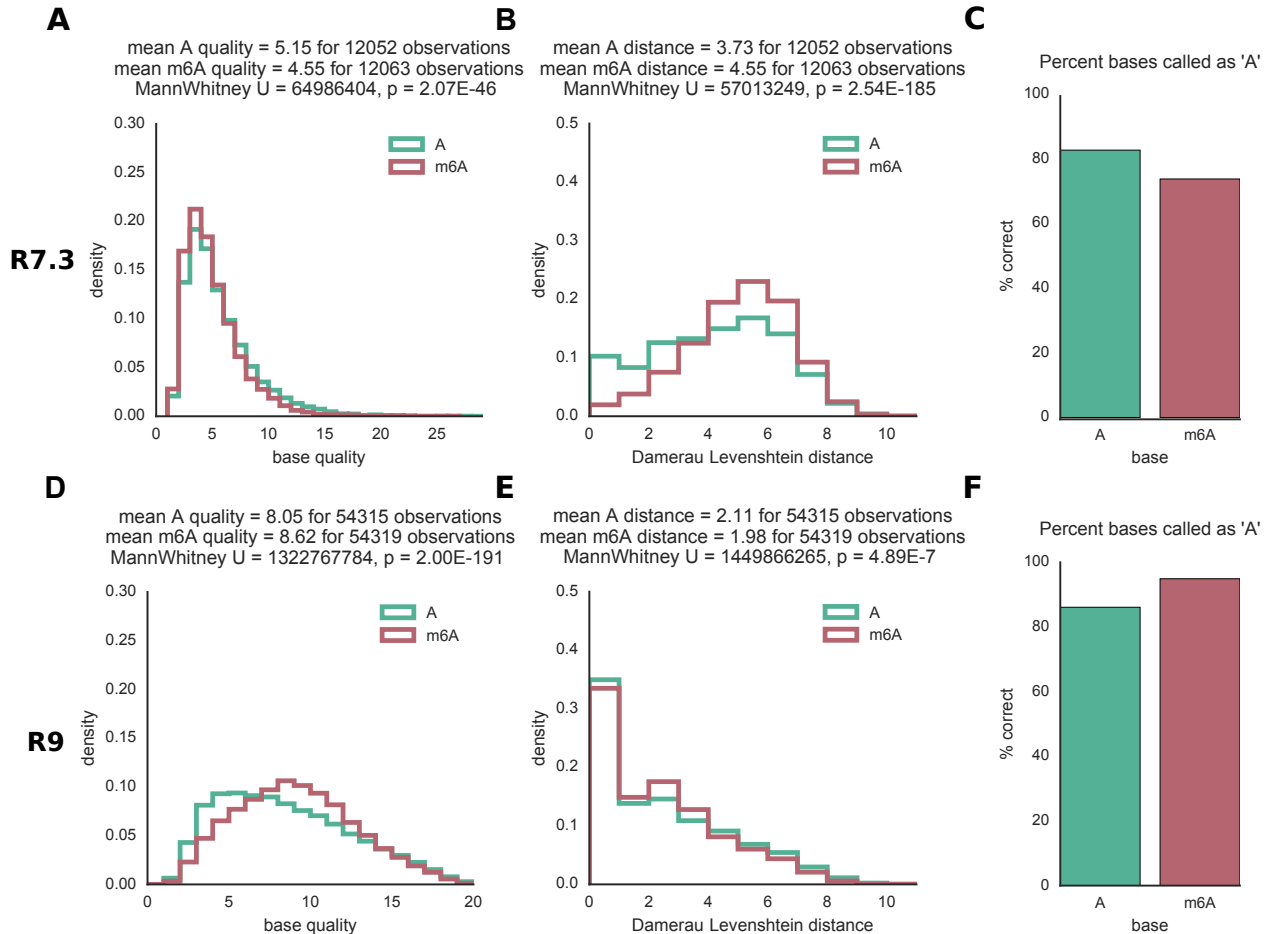 A
mean A quality = 5.15 for 12052 observations
mean m6A quality = 4.55 for 12063 observations
MannWhitney U = 64986404, p = 2.07E-46
0.30
0.25
0.20
0.15
0.10
0.05
0.00
density
A
m6A
0
5
10
15
20
25
base quality
R7.3
B
mean A distance = 3.73 for 12052 observations
mean m6A distance = 4.55 for 12063 observations
MannWhitney U = 57013249, p = 2.54E-185
0.5
0.4
0.3
0.2
0.1
0.0
density
A
m6A
0
2
4
6
8
10
Damerau Levenshtein distance
C
Percent bases called as 'A'
100
80
60
40
20
0
% correct
A
m6A
base
D
mean A quality = 8.05 for 54315 observations
mean m6A quality = 8.62 for 54319 observations
MannWhitney U = 1322767784, p = 2.00E-191
0.30
0.25
0.20
0.15
0.10
0.05
0.00
density
A
m6A
0
5
10
15
20
base quality
R9
E
mean A distance = 2.11 for 54315 observations
mean m6A distance = 1.98 for 54319 observations
MannWhitney U = 1449866265, p = 4.89E-7
0.5
0.4
0.3
0.2
0.1
0.0
density
A
m6A
0
2
4
6
8
10
Damerau Levenshtein distance
F
Percent bases called as 'A'
100
80
60
40
20
0
% correct
A
m6A
base